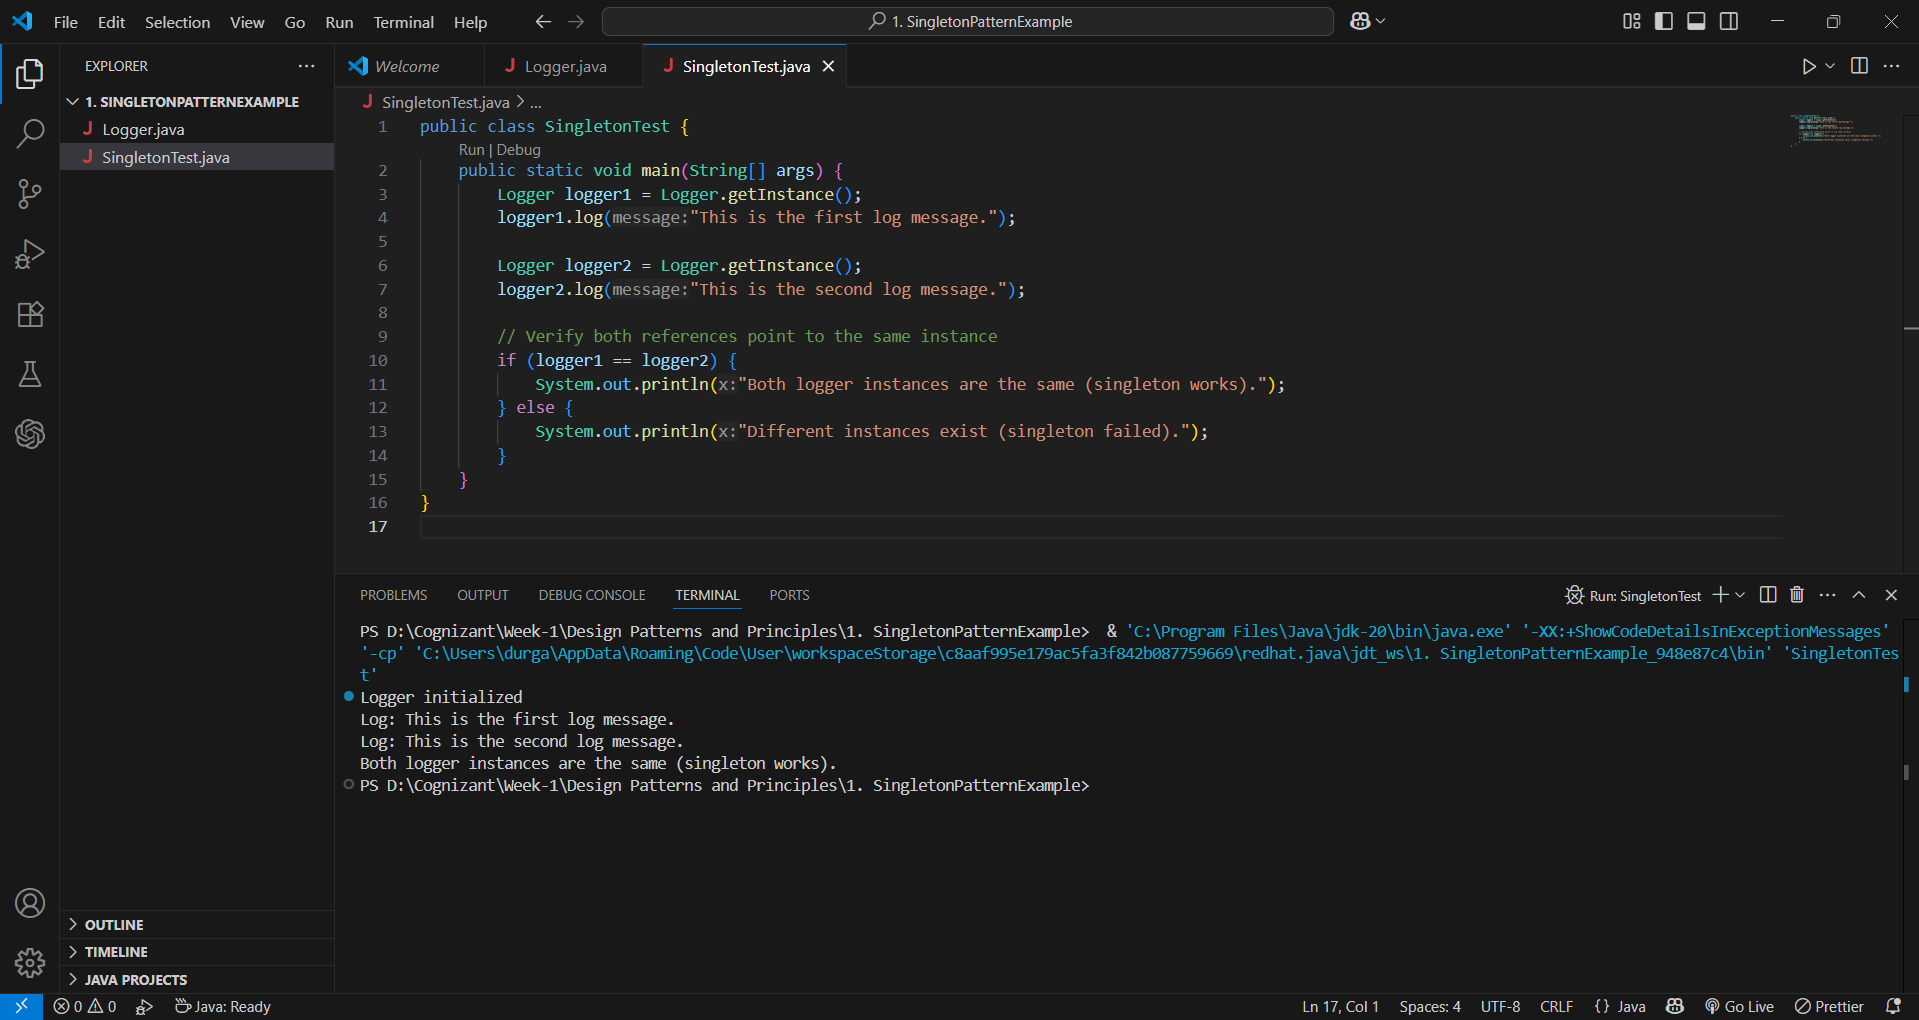 File Edit Selection View Go Run Terminal Help
1. SingletonPatternExample
EXPLORER
1. SINGLETONPATTERNEXAMPLE
J Logger.java
J SingletonTest.java
Welcome
J Logger.java
J SingletonTest.java
J SingletonTest.java > ...
1 public class SingletonTest {
Run | Debug
2 public static void main(String[] args) {
3 Logger logger1 = Logger.getInstance();
4 logger1.log(message:"This is the first log message.");
5
6 Logger logger2 = Logger.getInstance();
7 logger2.log(message:"This is the second log message.");
8
9 // Verify both references point to the same instance
10 if (logger1 == logger2) {
11 System.out.println(x:"Both logger instances are the same (singleton works).");
12 } else {
13 System.out.println(x:"Different instances exist (singleton failed).");
14 }
15 }
16 }
17
PROBLEMS OUTPUT DEBUG CONSOLE TERMINAL PORTS
Run: SingletonTest
PS D:\Cognizant\Week-1\Design Patterns and Principles\1. SingletonPatternExample> & 'C:\Program Files\Java\jdk-20\bin\java.exe' '-XX:+ShowCodeDetailsInExceptionMessages'
'-cp' 'C:\Users\durga\AppData\Roaming\Code\User\workspaceStorage\c8aaf995e179ac5fa3f842b087759669\redhat.java\jdt_ws\1. SingletonPatternExample_948e87c4\bin' 'SingletonTes
t'
Logger initialized
Log: This is the first log message.
Log: This is the second log message.
Both logger instances are the same (singleton works).
PS D:\Cognizant\Week-1\Design Patterns and Principles\1. SingletonPatternExample>
OUTLINE
TIMELINE
JAVA PROJECTS
0 0 Java: Ready
Ln 17, Col 1 Spaces: 4 UTF-8 CRLF {} Java Go Live Prettier